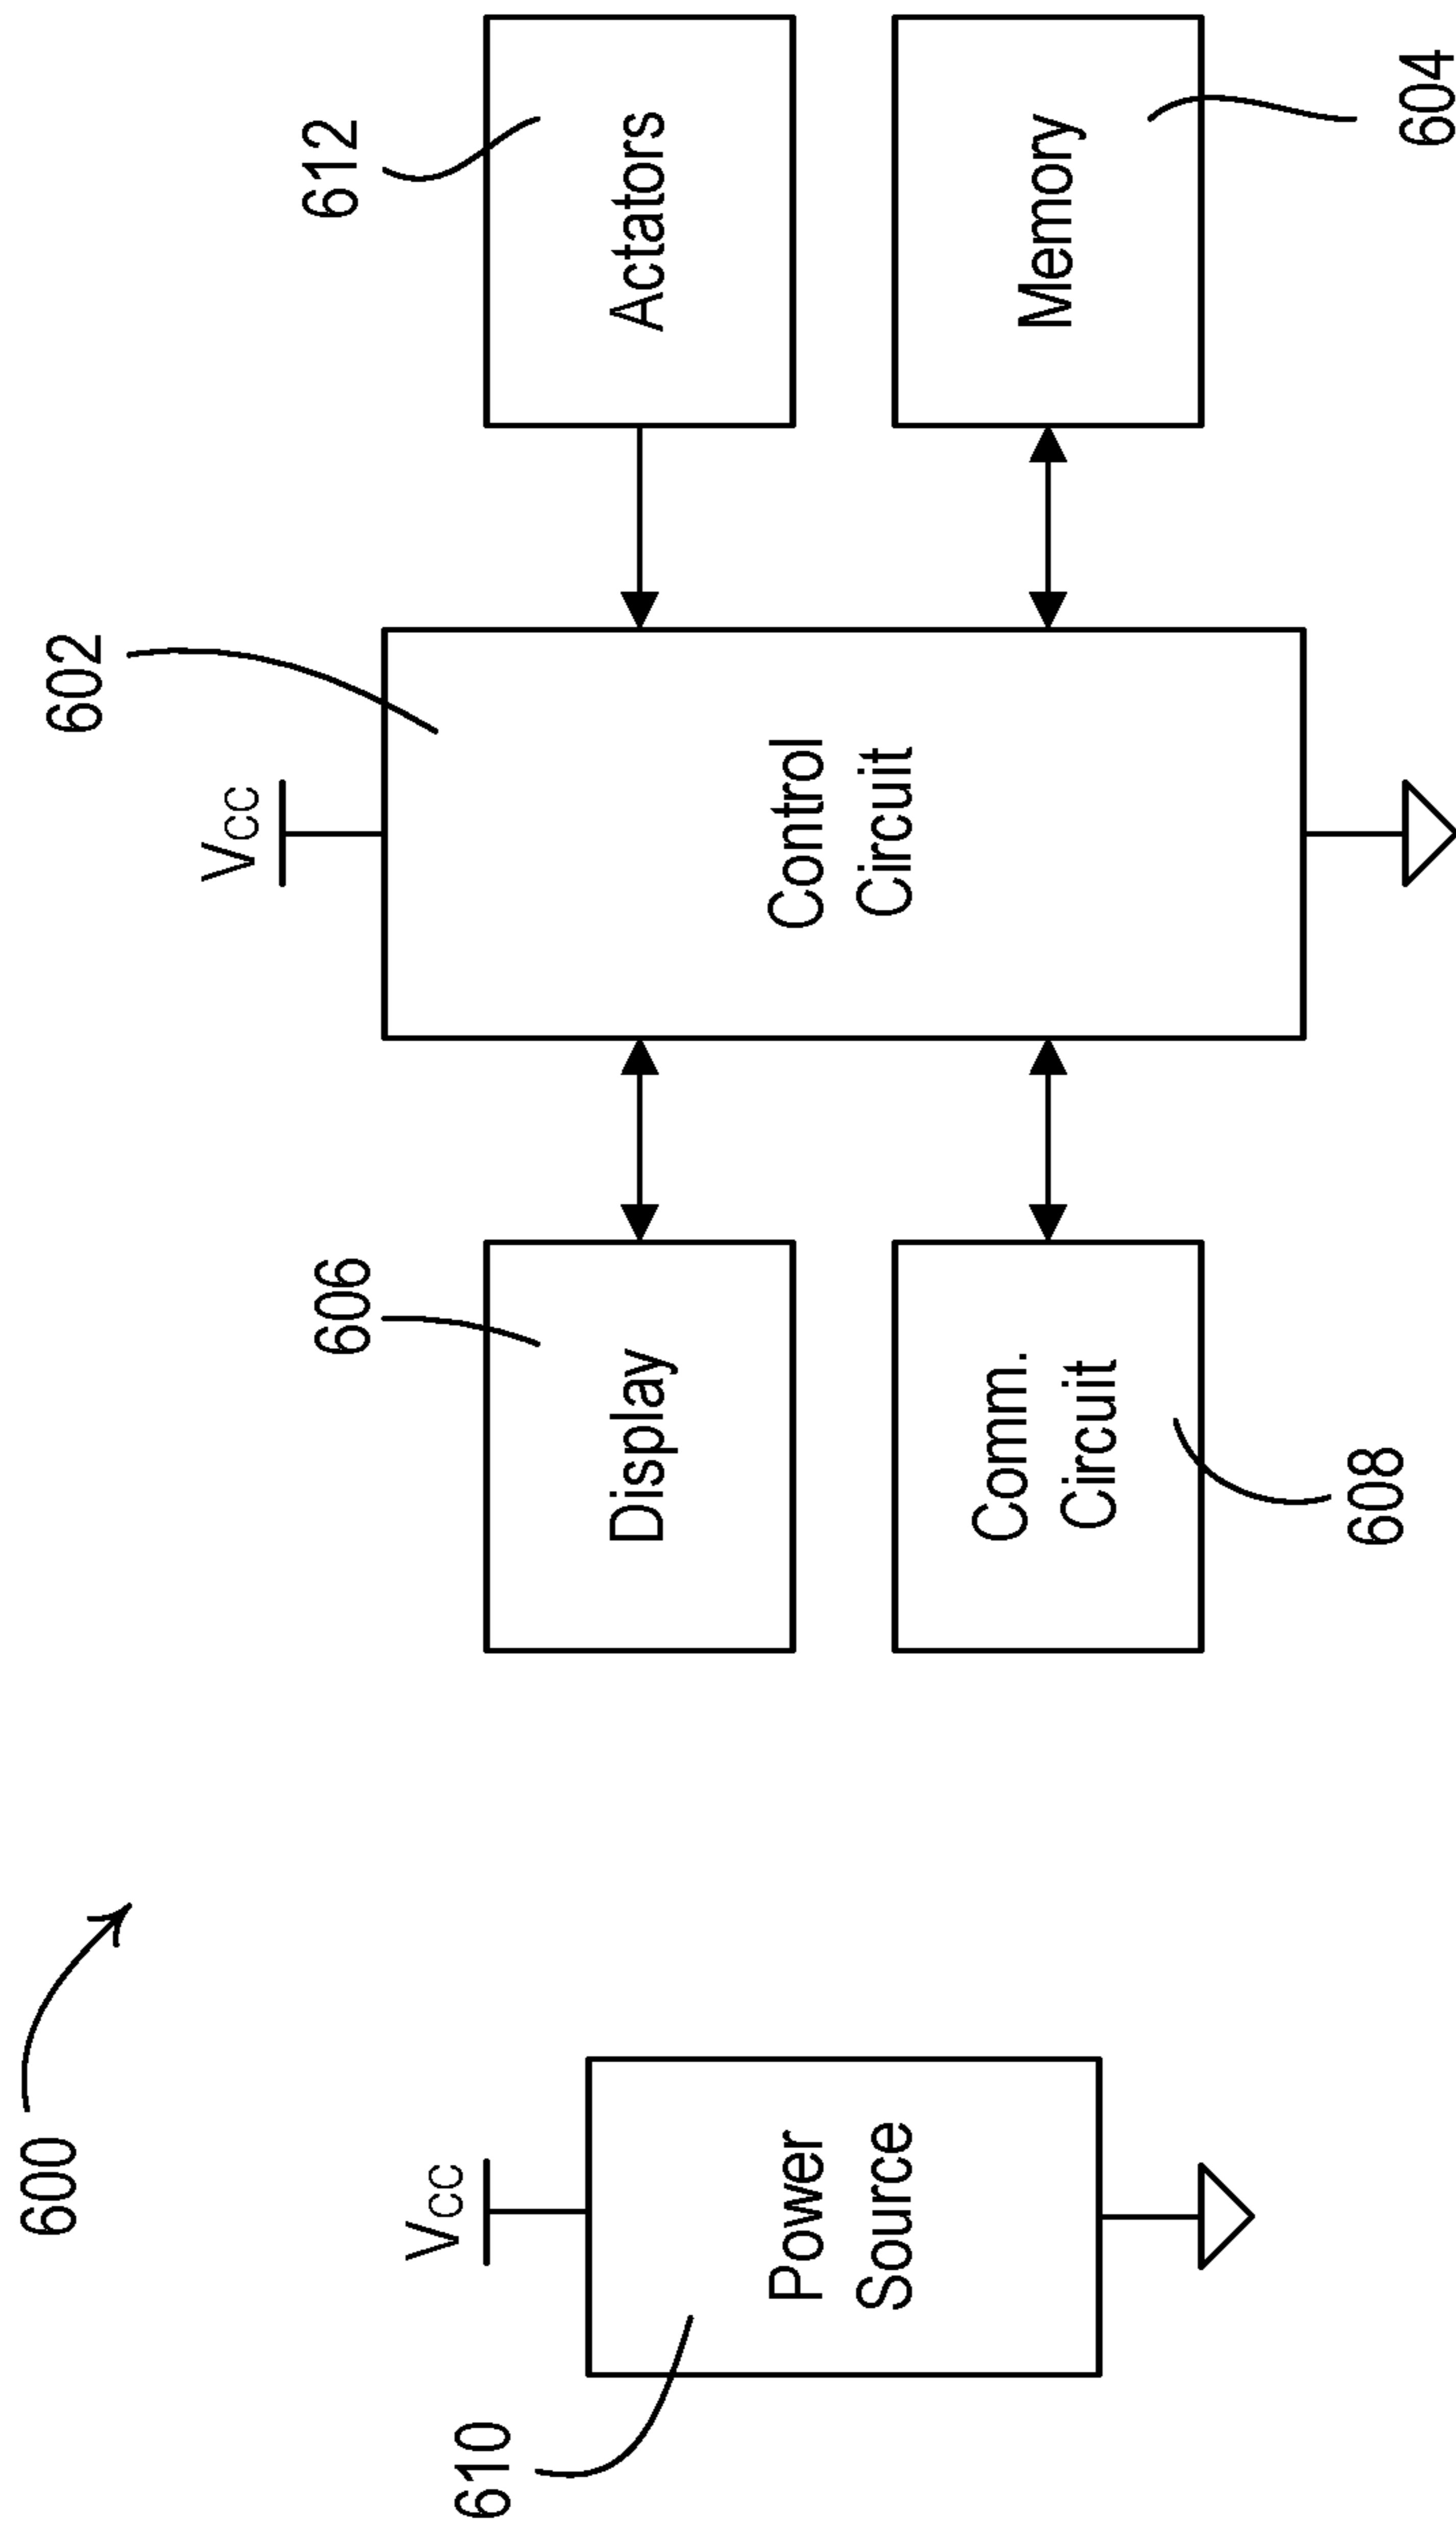 600
602
612
VCC
606
VCC
610
Display
Actators
Power
Source
Control
Circuit
Comm.
Circuit
Memory
608
604